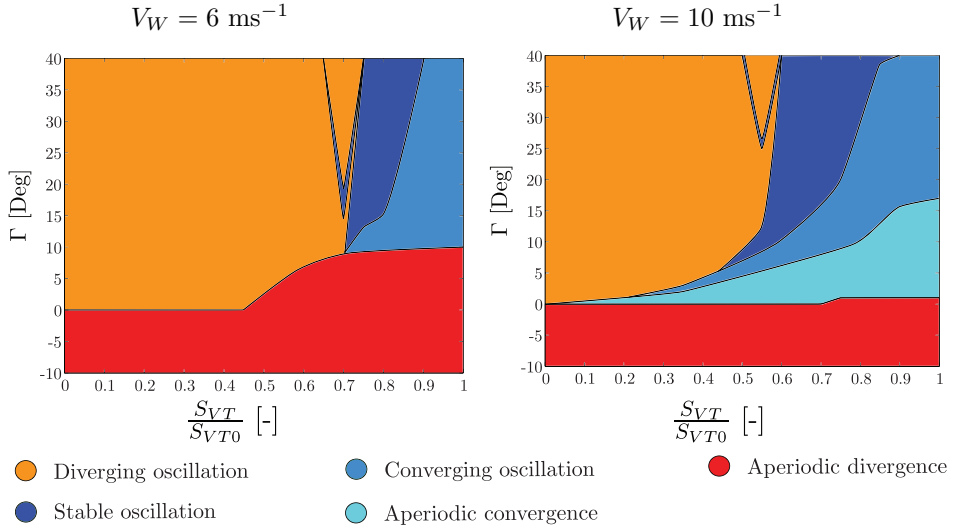 V_W = 6 ms⁻¹
V_W = 10 ms⁻¹
40
35
30
25
20
15
10
5
0
-5
-10
Γ [Deg]
0 0.1 0.2 0.3 0.4 0.5 0.6 0.7 0.8 0.9 1
S_VT / S_VT0 [-]
40
35
30
25
20
15
10
5
0
-5
-10
Γ [Deg]
0 0.1 0.2 0.3 0.4 0.5 0.6 0.7 0.8 0.9 1
S_VT / S_VT0 [-]
Diverging oscillation
Converging oscillation
Aperiodic divergence
Stable oscillation
Aperiodic convergence